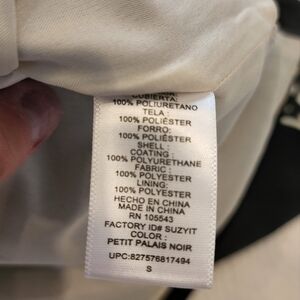 CUBIERTA:
100% POLIURETANO
TELA :
100% POLIÉSTER
FORRO:
100% POLIÉSTER
SHELL :
COATING :
100% POLYURETHANE
FABRIC :
100% POLYESTER
LINING:
100% POLYESTER
HECHO EN CHINA
MADE IN CHINA
RN 105543
FACTORY ID# SUZYIT
COLOR :
PETIT PALAIS NOIR
UPC:827576817494
S